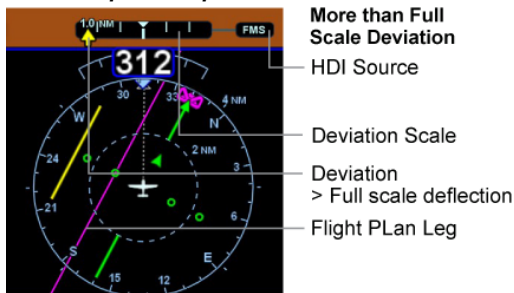 More than Full
Scale Deviation
1.0 NM
FMS
HDI Source
312
30
33
4 NM
W
N
Deviation Scale
2 NM
24
3
Deviation
> Full scale deflection
21
6
Flight PLan Leg
S
E
15
12